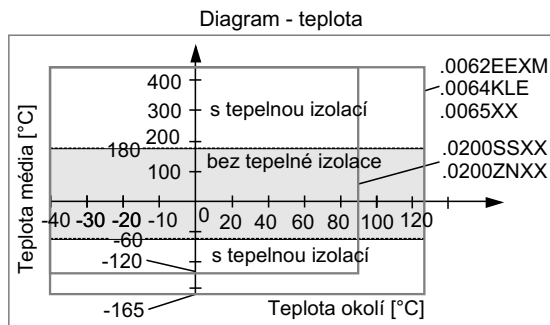 Diagram - teplota
Teplota média [°C]
400
300
200
180
100
s tepelnou izolací
bez tepelné izolace
.0062EEXM
.0064KLE
.0065XX
.0200SSXX
.0200ZNXX
-40 -30 -20 -10 0 20 40 60 80 100 120
-60
-120
-165
s tepelnou izolací
Teplota okolí [°C]